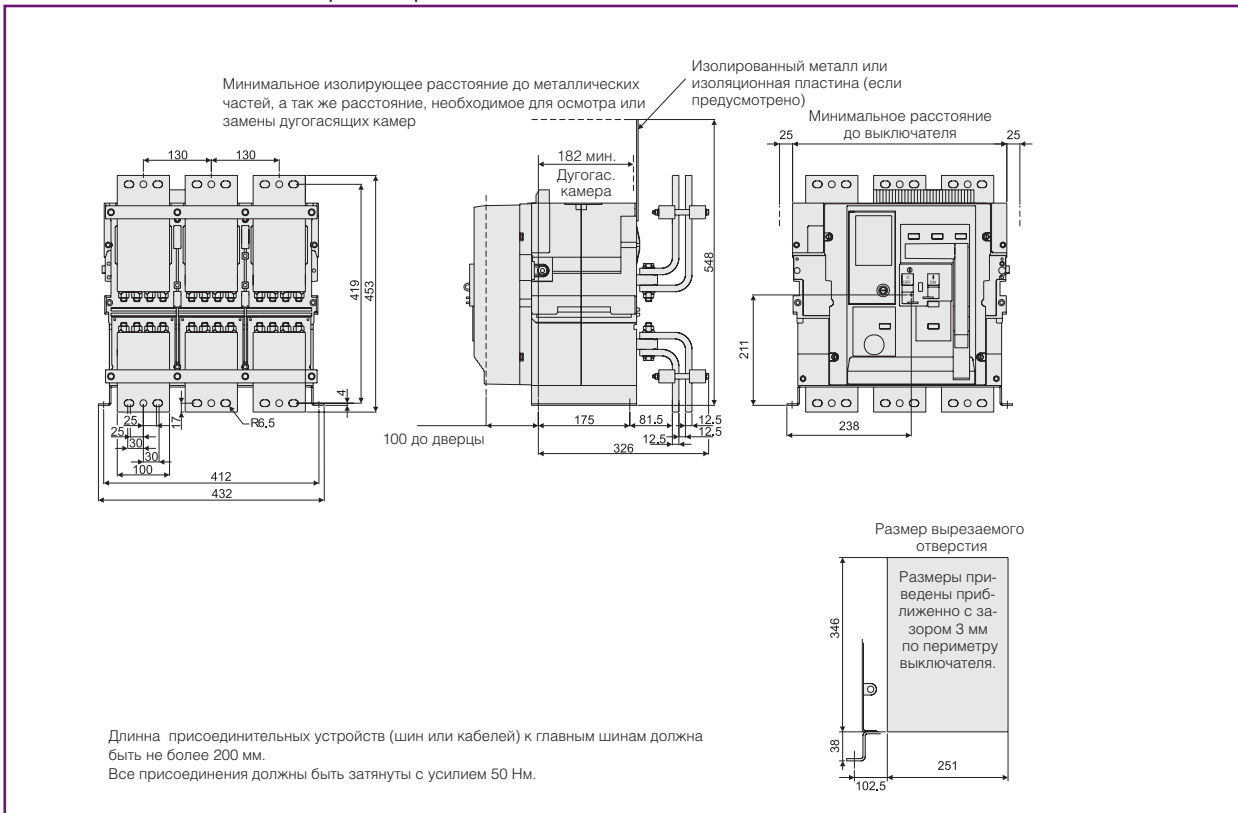 Минимальное изолирующее расстояние до металлических
частей, а так же расстояние, необходимое для осмотра или
замены дугогасящих камер
Изолированный металл или
изоляционная пластина (если
предусмотрено)
Минимальное расстояние
до выключателя
25
25
130
130
182 мин.
Дугогас.
камера
419
453
548
211
4
25
17
R6,5
25
30
30
100
412
432
100 до дверцы
175
81.5
12.5
12.5
12.5
326
238
OFF
ON
Размер вырезаемого
отверстия
Размеры при-
ведены приб-
лиженно с за-
зором 3 мм
по периметру
выключателя.
346
38
102.5
251
Длинна присоединительных устройств (шин или кабелей) к главным шинам должна
быть не более 200 мм.
Все присоединения должны быть затянуты с усилием 50 Нм.